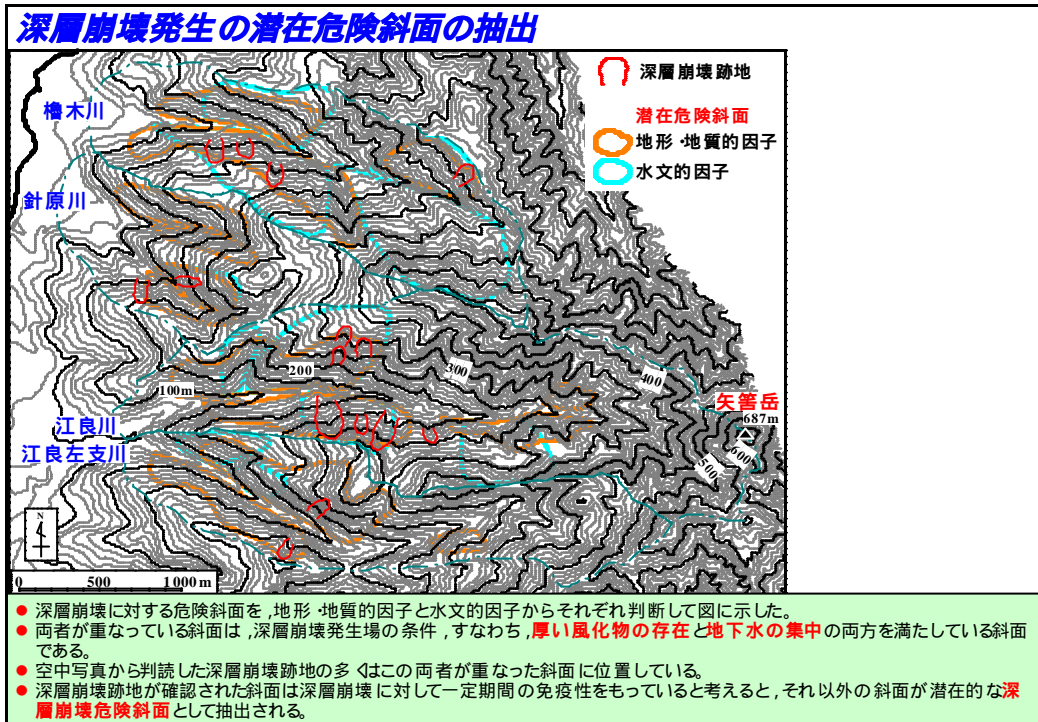 深層崩壊発生の潜在危険斜面の抽出
深層崩壊跡地
潜在危険斜面
地形・地質的因子
水文的因子
櫓木川
針原川
200
300
400
100m
矢筈岳
687m
600
500
江良川
江良左支川
N
0 500 1000m
● 深層崩壊に対する危険斜面を,地形・地質的因子と水文的因子からそれぞれ判断して図に示した。
● 両者が重なっている斜面は,深層崩壊発生場の条件,すなわち,厚い風化物の存在と地下水の集中の両方を満たしている斜面
である。
● 空中写真から判読した深層崩壊跡地の多くはこの両者が重なった斜面に位置している。
● 深層崩壊跡地が確認された斜面は深層崩壊に対して一定期間の免疫性をもっていると考えると,それ以外の斜面が潜在的な深
層崩壊危険斜面として抽出される。